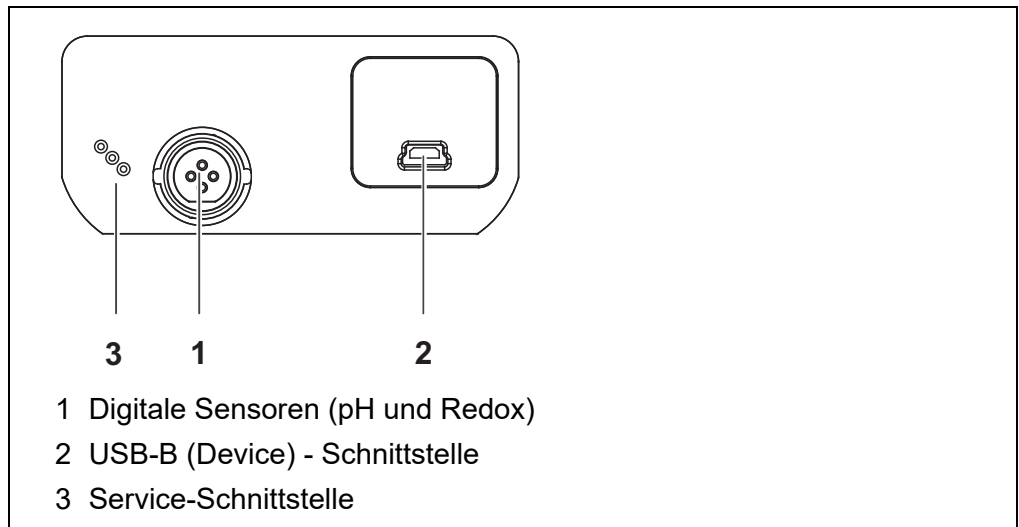 3 1 2
1 Digitale Sensoren (pH und Redox)
2 USB-B (Device) - Schnittstelle
3 Service-Schnittstelle